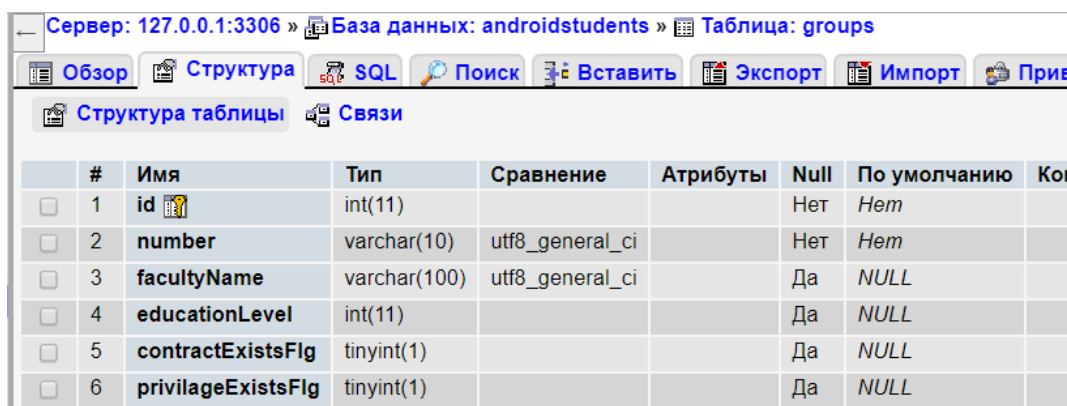 ← Сервер: 127.0.0.1:3306 » База данных: androidstudents » Таблица: groups
Обзор Структура SQL Поиск Вставить Экспорт Импорт Прив
Структура таблицы Связи
# Имя Тип Сравнение Атрибуты Null По умолчанию Ко
1 id int(11) Нет Нет
2 number varchar(10) utf8_general_ci Нет Нет
3 facultyName varchar(100) utf8_general_ci Да NULL
4 educationLevel int(11) Да NULL
5 contractExistsFlg tinyint(1) Да NULL
6 privilageExistsFlg tinyint(1) Да NULL